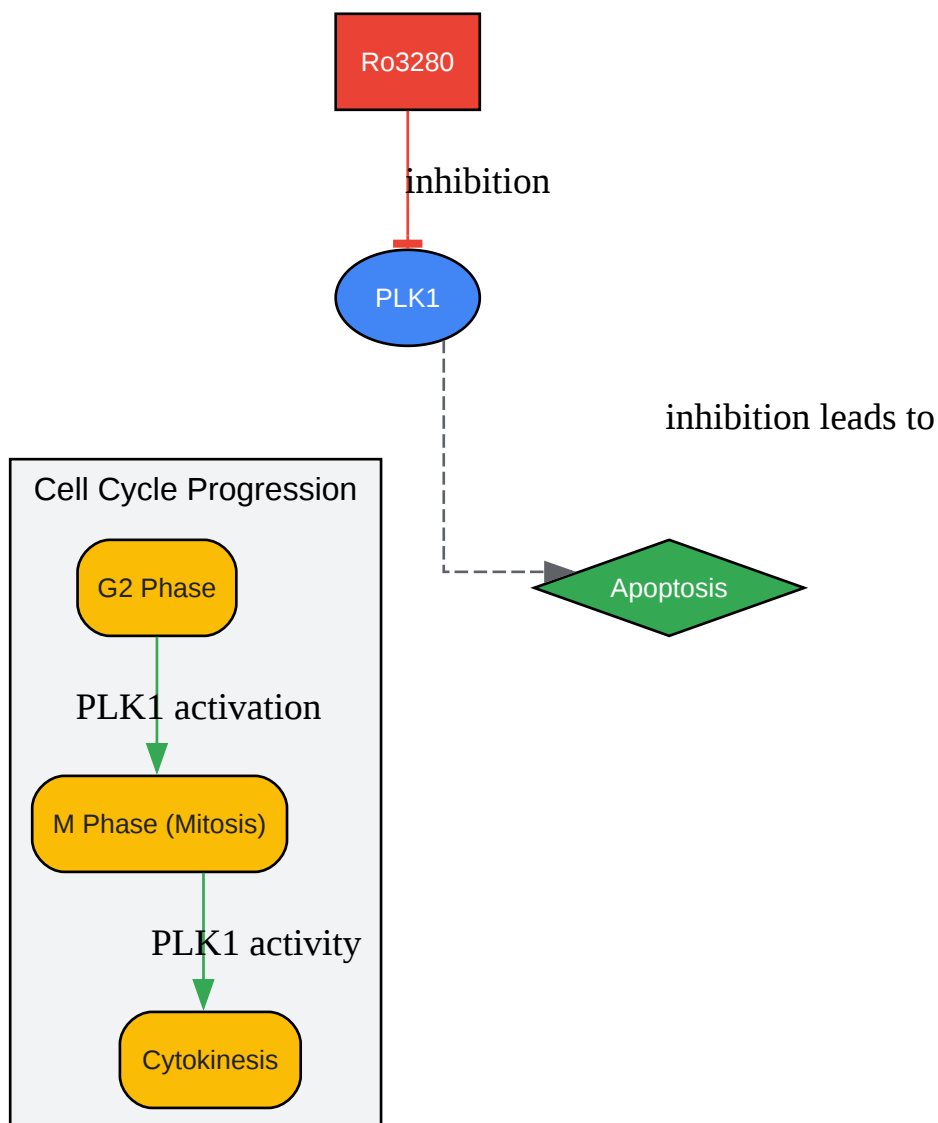 Ro3280
inhibition
PLK1
inhibition leads to
Cell Cycle Progression
G2 Phase
Apoptosis
PLK1 activation
M Phase (Mitosis)
PLK1 activity
Cytokinesis